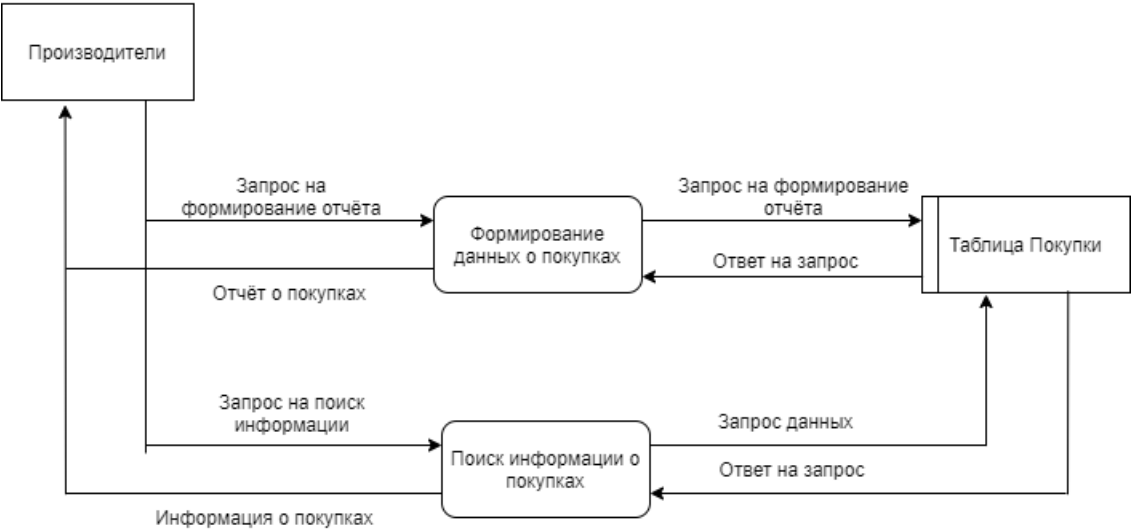 Производители
Запрос на
формирование отчёта
Запрос на формирование
отчёта
Формирование
данных о покупках
Таблица Покупки
Ответ на запрос
Отчёт о покупках
Запрос на поиск
информации
Запрос данных
Поиск информации о
покупках
Ответ на запрос
Информация о покупках